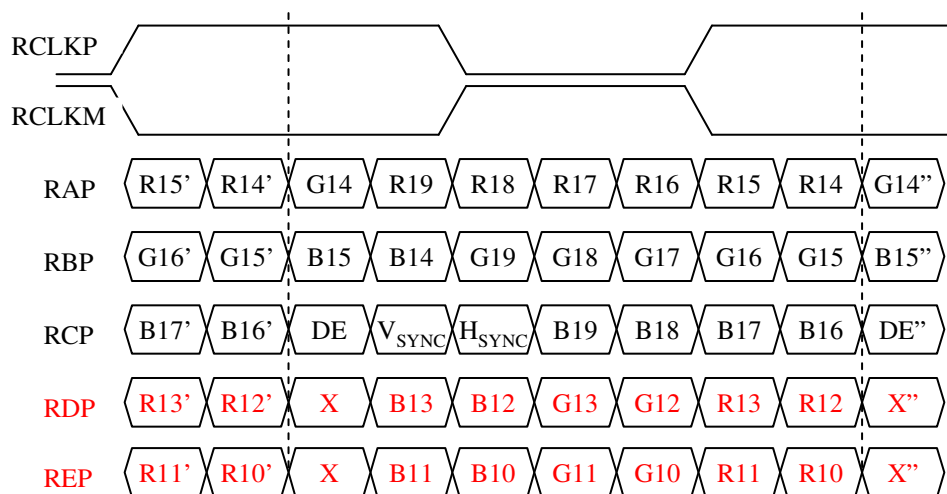 RCLKP
RCLKM
RAP R15’ R14’ G14 R19 R18 R17 R16 R15 R14 G14”
RBP G16’ G15’ B15 B14 G19 G18 G17 G16 G15 B15”
RCP B17’ B16’ DE VSYNC HSYNC B19 B18 B17 B16 DE”
RDP R13’ R12’ X B13 B12 G13 G12 R13 R12 X”
REP R11’ R10’ X B11 B10 G11 G10 R11 R10 X”